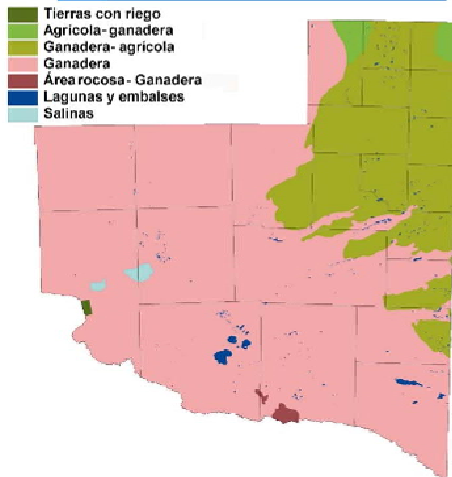 Tierras con riego
Agrícola- ganadera
Ganadera- agrícola
Ganadera
Área rocosa - Ganadera
Lagunas y embalses
Salinas